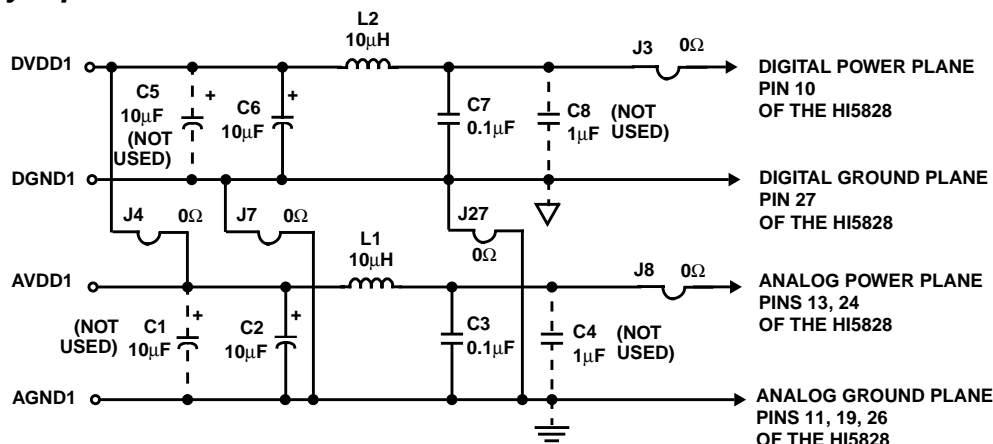 L2
10μH
J3 0Ω
DVDD1
DIGITAL POWER PLANE
PIN 10
OF THE HI5828
C5
10μF
(NOT
USED)
+
C6
10μF
+
C7
0.1μF
C8
1μF
(NOT
USED)
DGND1
DIGITAL GROUND PLANE
PIN 27
OF THE HI5828
J4 0Ω
J7 0Ω
J27
0Ω
L1
10μH
J8 0Ω
AVDD1
ANALOG POWER PLANE
PINS 13, 24
OF THE HI5828
(NOT
USED)
C1
10μF
+
C2
10μF
+
C3
0.1μF
C4
1μF
(NOT
USED)
AGND1
ANALOG GROUND PLANE
PINS 11, 19, 26
OF THE HI5828